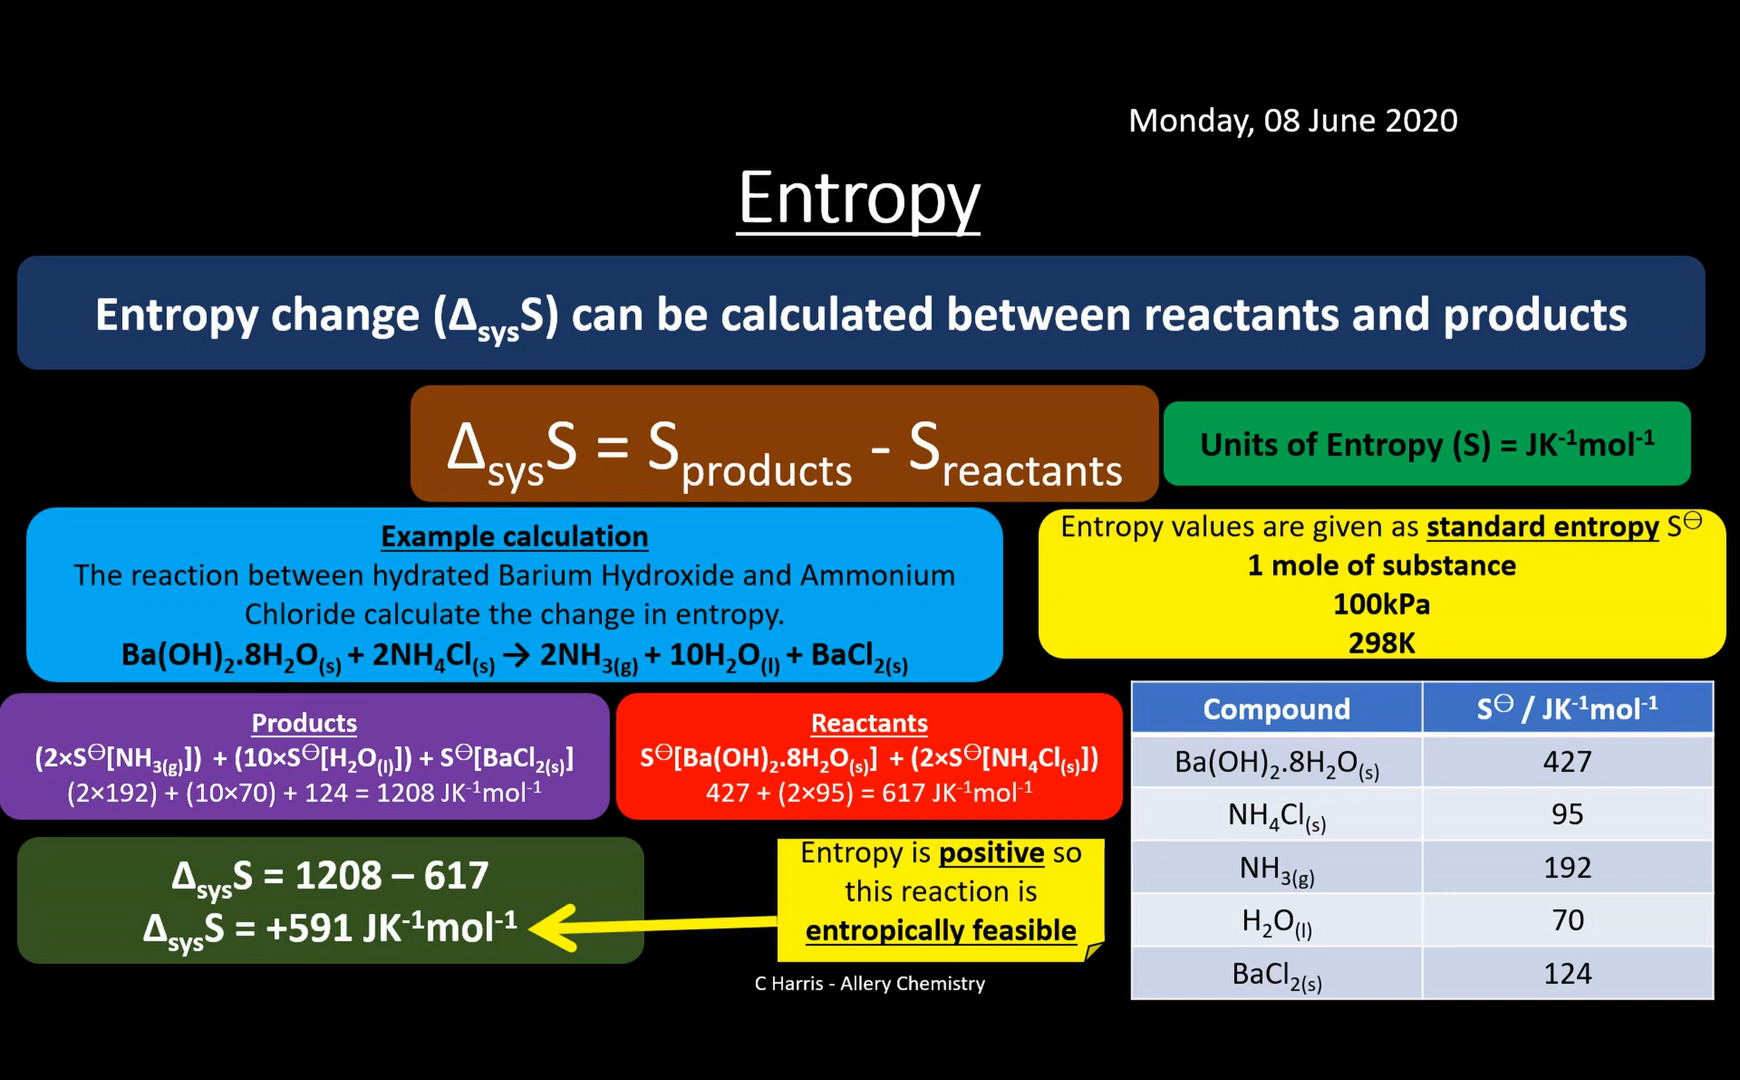 Monday, 08 June 2020
Entropy
Entropy change (ΔsysS) can be calculated between reactants and products
ΔsysS = Sproducts - Sreactants
Units of Entropy (S) = JK⁻¹mol⁻¹
Example calculation
The reaction between hydrated Barium Hydroxide and Ammonium
Chloride calculate the change in entropy.
Ba(OH)₂.8H₂O(s) + 2NH₄Cl(s) → 2NH₃(g) + 10H₂O(l) + BaCl₂(s)
Entropy values are given as standard entropy S⊖
1 mole of substance
100kPa
298K
Products
(2×S⊖[NH₃(g)]) + (10×S⊖[H₂O(l)]) + S⊖[BaCl₂(s)]
(2×192) + (10×70) + 124 = 1208 JK⁻¹mol⁻¹
Reactants
S⊖[Ba(OH)₂.8H₂O(s)] + (2×S⊖[NH₄Cl(s)])
427 + (2×95) = 617 JK⁻¹mol⁻¹
Compound S⊖ / JK⁻¹mol⁻¹
Ba(OH)₂.8H₂O(s) 427
NH₄Cl(s) 95
NH₃(g) 192
H₂O(l) 70
BaCl₂(s) 124
ΔsysS = 1208 – 617
ΔsysS = +591 JK⁻¹mol⁻¹
Entropy is positive so
this reaction is
entropically feasible
C Harris - Allery Chemistry